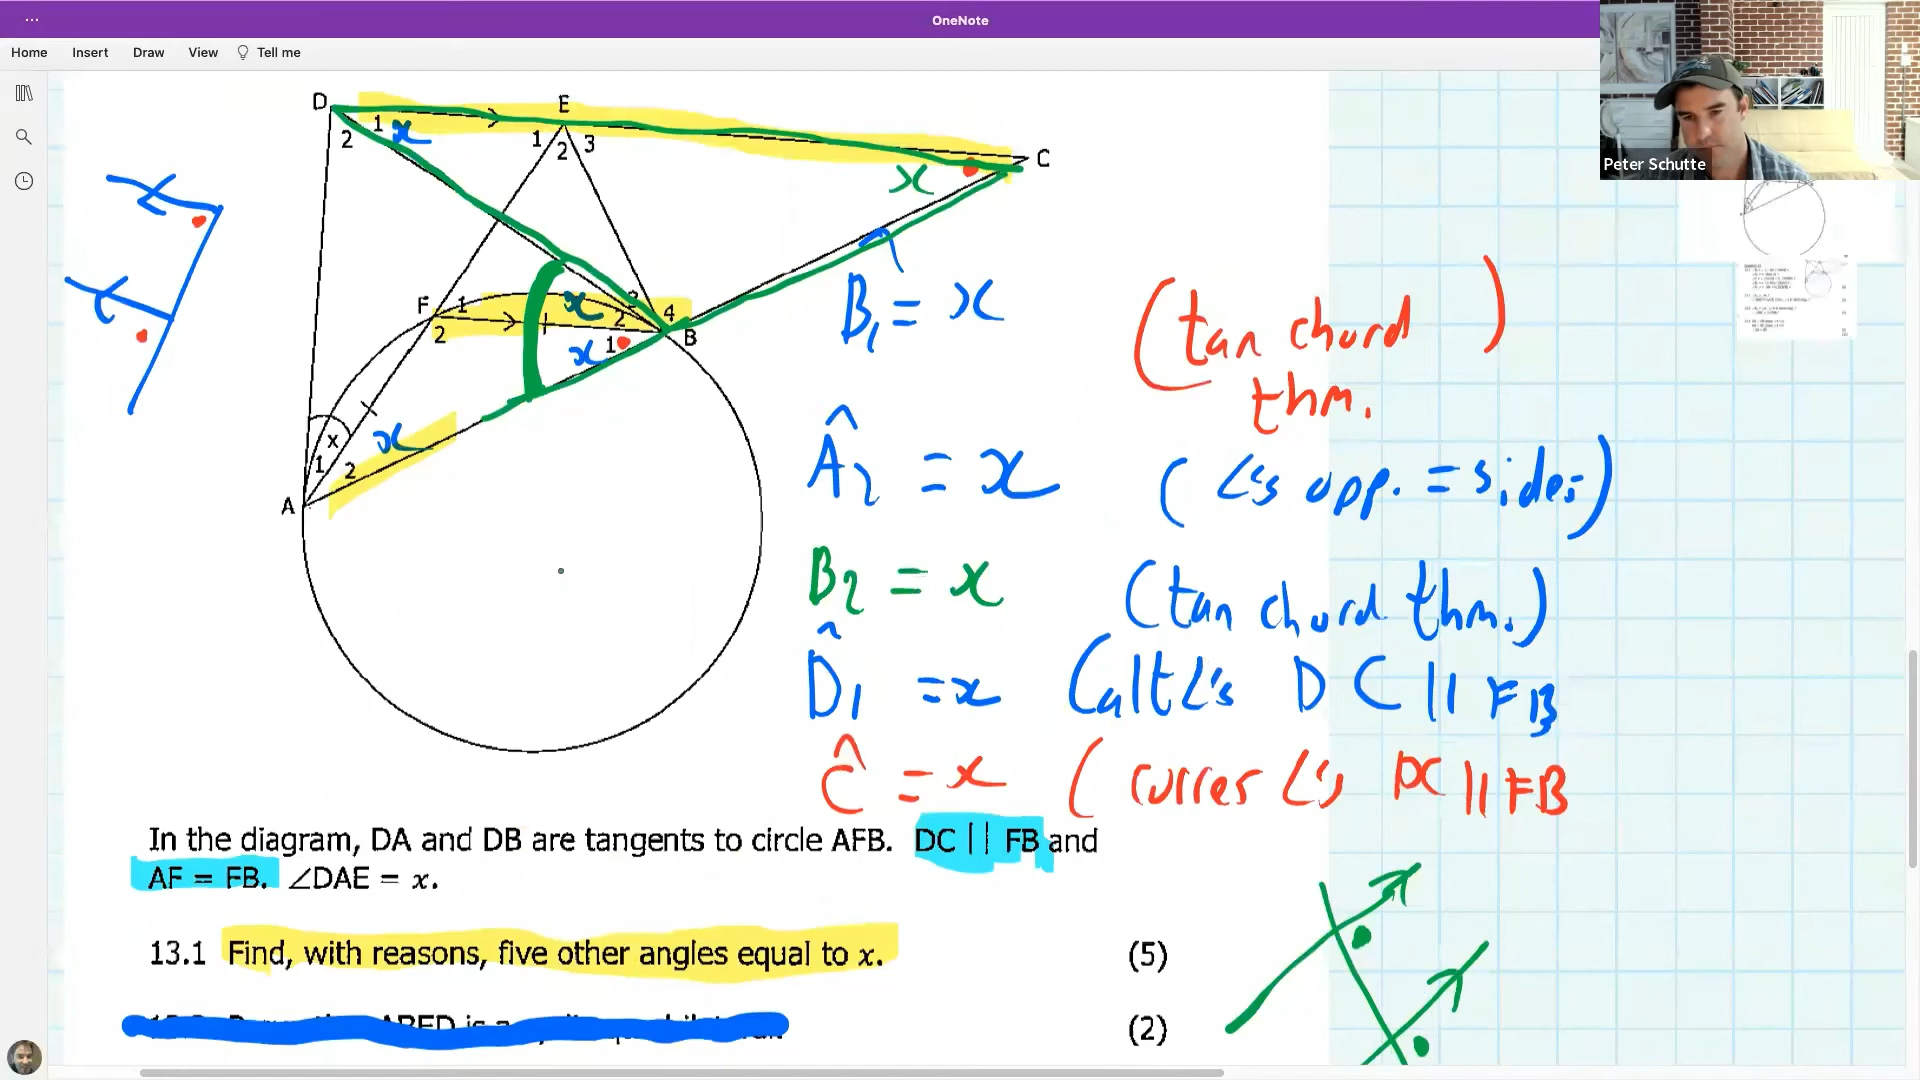 OneNote
Home Insert Draw View Tell me
Peter Schutte
D
E
C
1
x
2
1
2
3
x
F
1
x
2
4
B
2
x
1
x
x
1
2
A
B̂₁ = x (tan chord
thm.)
Â₂ = x (∠'s opp. = sides)
B₂ = x (tan chord thm.)
D̂₁ = x (alt ∠'s DC || FB
Ĉ = x (corres ∠'s DC || FB
In the diagram, DA and DB are tangents to circle AFB. DC || FB and
AF = FB. ∠DAE = x.
13.1 Find, with reasons, five other angles equal to x. (5)
(2)